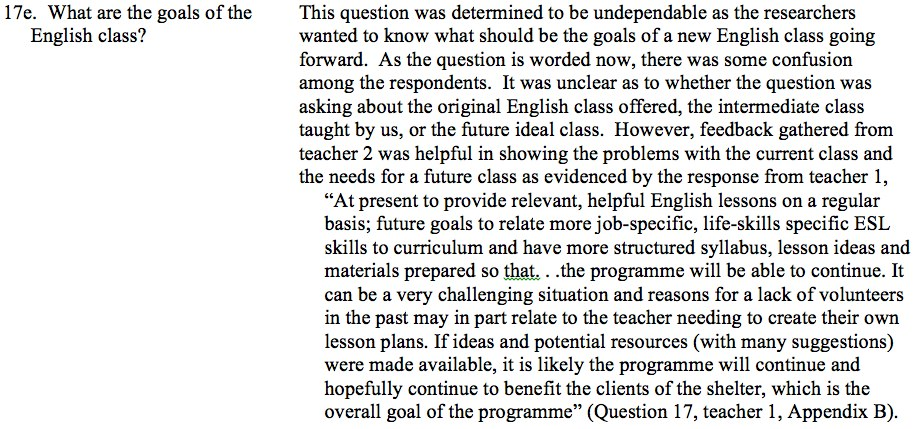 17e. What are the goals of the
English class?
This question was determined to be undependable as the researchers
wanted to know what should be the goals of a new English class going
forward. As the question is worded now, there was some confusion
among the respondents. It was unclear as to whether the question was
asking about the original English class offered, the intermediate class
taught by us, or the future ideal class. However, feedback gathered from
teacher 2 was helpful in showing the problems with the current class and
the needs for a future class as evidenced by the response from teacher 1,
“At present to provide relevant, helpful English lessons on a regular
basis; future goals to relate more job-specific, life-skills specific ESL
skills to curriculum and have more structured syllabus, lesson ideas and
materials prepared so that. . .the programme will be able to continue. It
can be a very challenging situation and reasons for a lack of volunteers
in the past may in part relate to the teacher needing to create their own
lesson plans. If ideas and potential resources (with many suggestions)
were made available, it is likely the programme will continue and
hopefully continue to benefit the clients of the shelter, which is the
overall goal of the programme” (Question 17, teacher 1, Appendix B).